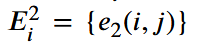 $E_i^2 = \{e_2(i, j)\}$